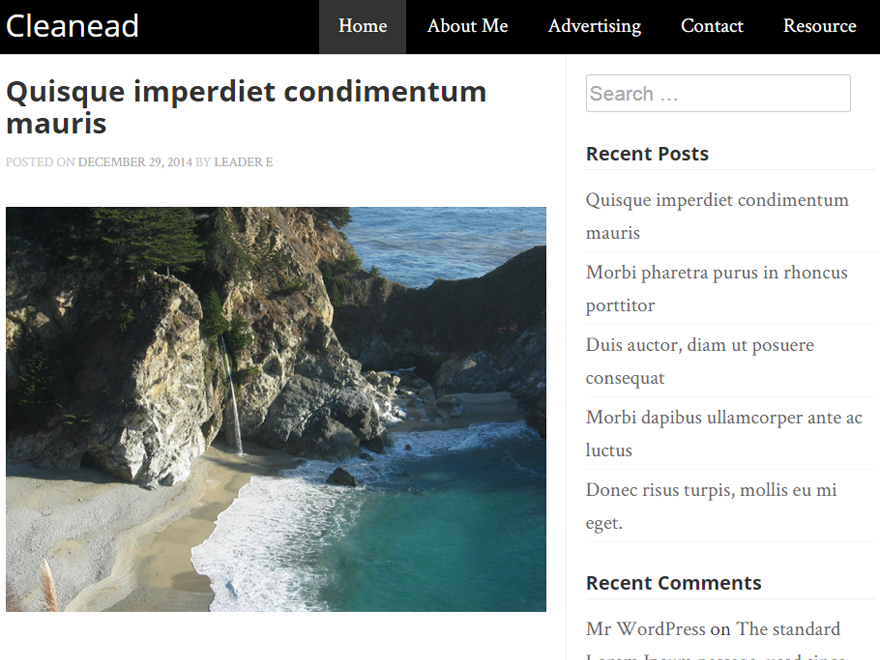 Cleanead
Home About Me Advertising Contact Resource
Quisque imperdiet condimentum
mauris
POSTED ON DECEMBER 29, 2014 BY LEADER E
Search …
Recent Posts
Quisque imperdiet condimentum
mauris
Morbi pharetra purus in rhoncus
porttitor
Duis auctor, diam ut posuere
consequat
Morbi dapibus ullamcorper ante ac
luctus
Donec risus turpis, mollis eu mi
eget.
Recent Comments
Mr WordPress on The standard